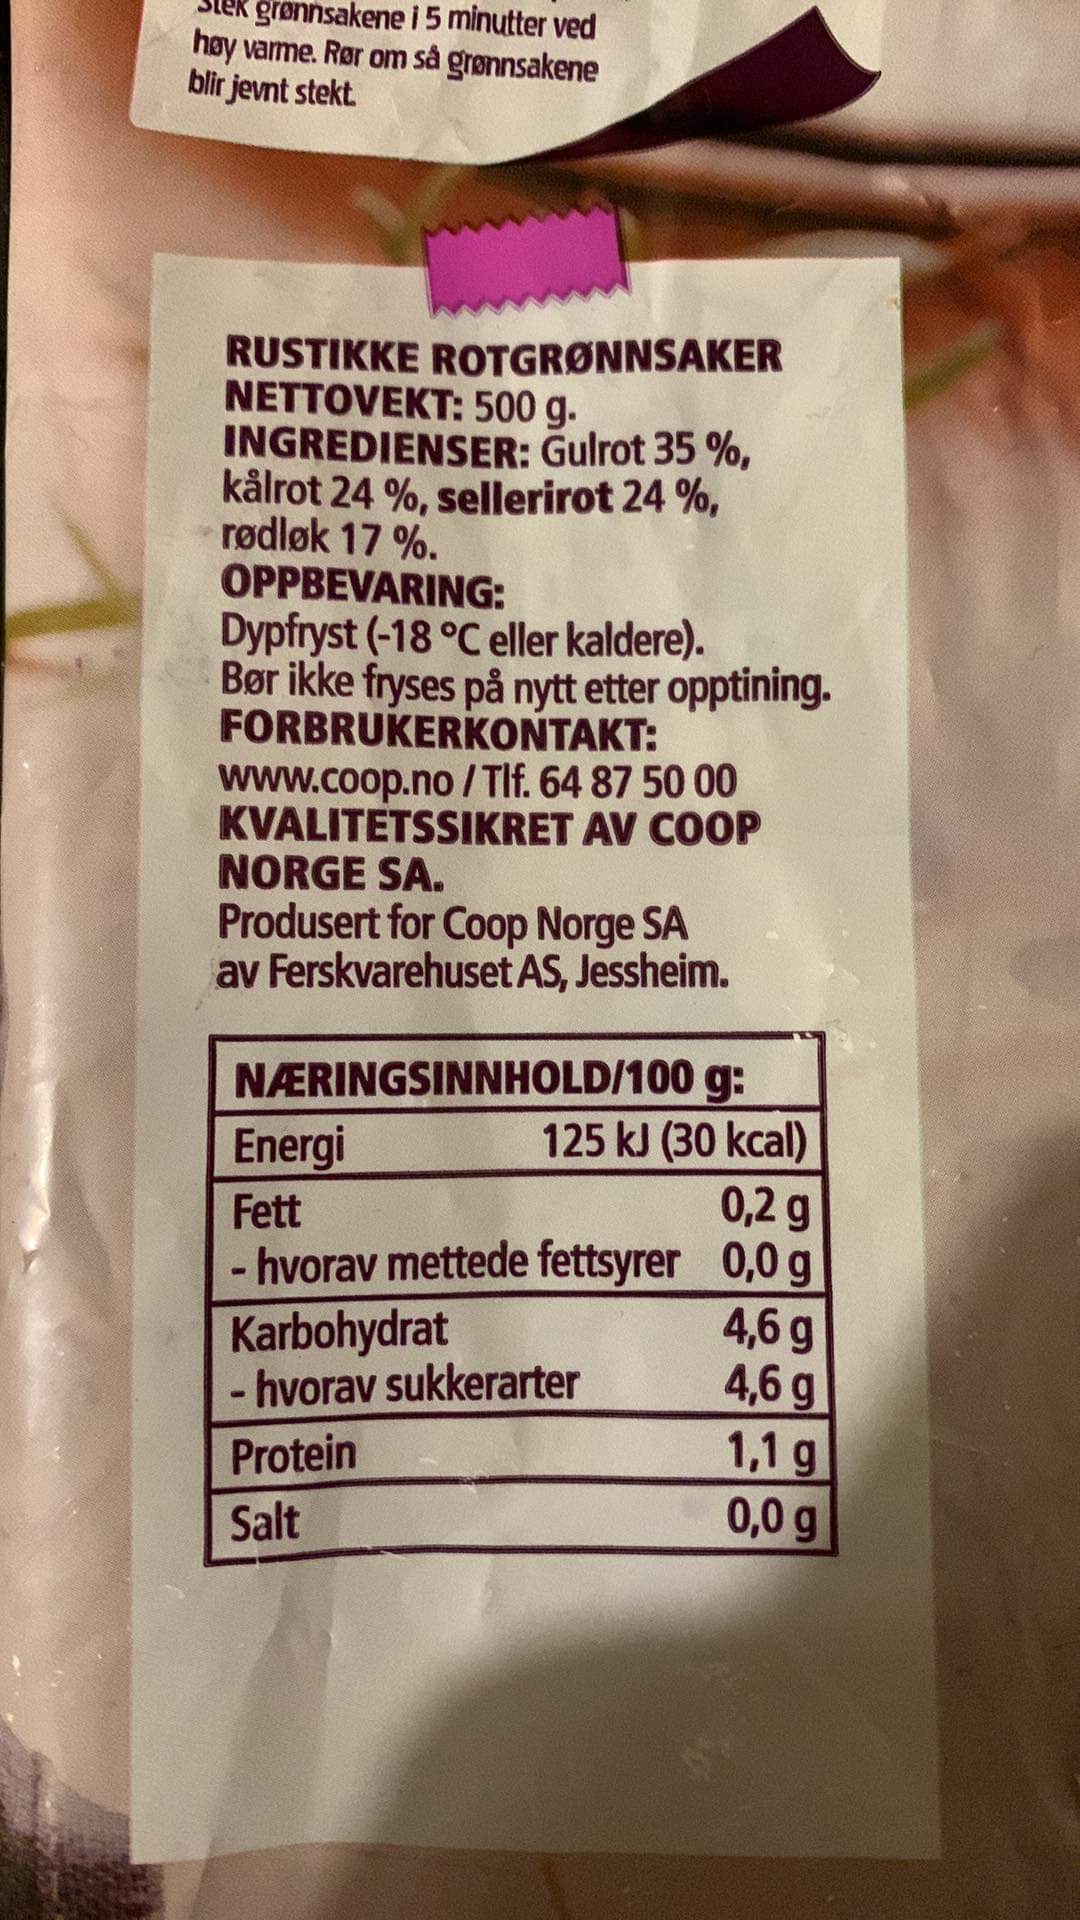 Stek grønnsakene i 5 minutter ved
høy varme. Rør om så grønnsakene
blir jevnt stekt.
RUSTIKKE ROTGRØNNSAKER
NETTOVEKT: 500 g.
INGREDIENSER: Gulrot 35 %,
kålrot 24 %, sellerirot 24 %,
rødløk 17 %.
OPPBEVARING:
Dypfryst (-18 °C eller kaldere).
Bør ikke fryses på nytt etter opptining.
FORBRUKERKONTAKT:
www.coop.no / Tlf. 64 87 50 00
KVALITETSSIKRET AV COOP
NORGE SA.
Produsert for Coop Norge SA
av Ferskvarehuset AS, Jessheim.
NÆRINGSINNHOLD/100 g:
Energi 125 kJ (30 kcal)
Fett 0,2 g
- hvorav mettede fettsyrer 0,0 g
Karbohydrat 4,6 g
- hvorav sukkerarter 4,6 g
Protein 1,1 g
Salt 0,0 g